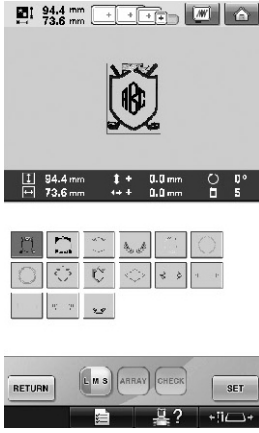 94.4 mm
73.6 mm
ABC
94.4 mm + 0.0 mm 0°
73.6 mm + 0.0 mm 5
RETURN L M S ARRAY CHECK SET
?